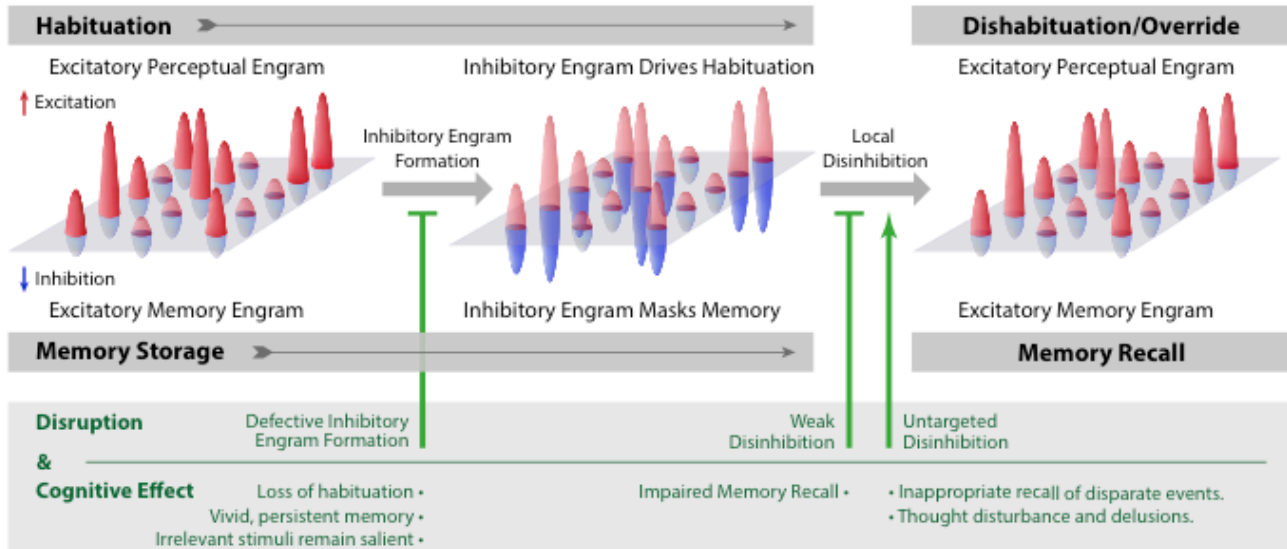 Habituation
Dishabituation/Override
Excitatory Perceptual Engram
Inhibitory Engram Drives Habituation
Excitatory Perceptual Engram
Excitation
Inhibitory Engram
Formation
Local
Disinhibition
Inhibition
Excitatory Memory Engram
Inhibitory Engram Masks Memory
Excitatory Memory Engram
Memory Storage
Memory Recall
Disruption
&
Cognitive Effect
Defective Inhibitory
Engram Formation
Weak
Disinhibition
Untargeted
Disinhibition
Loss of habituation •
Vivid, persistent memory •
Irrelevant stimuli remain salient •
Impaired Memory Recall •
• Inappropriate recall of disparate events.
• Thought disturbance and delusions.